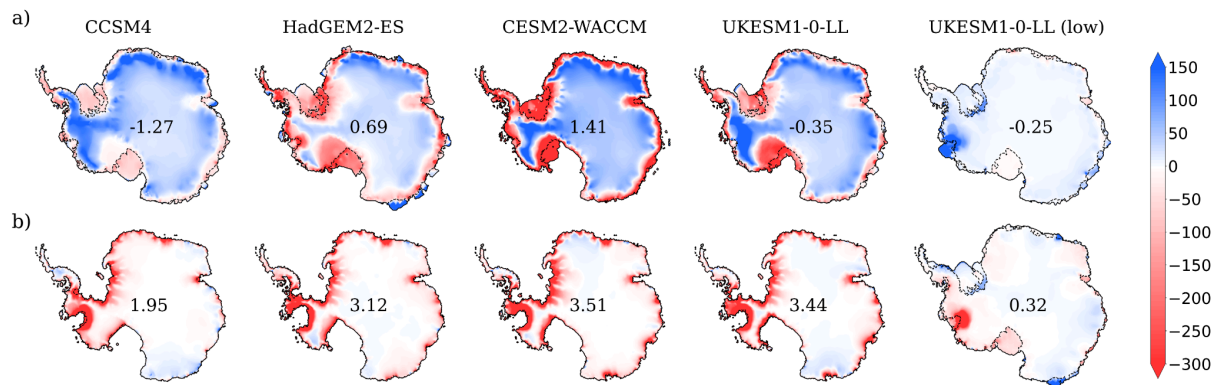 a)
CCSM4 HadGEM2-ES CESM2-WACCM UKESM1-0-LL UKESM1-0-LL (low)
-1.27 0.69 1.41 -0.35 -0.25
b)
1.95 3.12 3.51 3.44 0.32
150
100
50
0
−50
−100
−150
−200
−250
−300